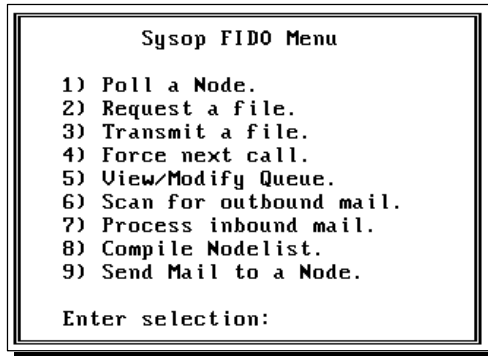 Sysop FIDO Menu
1) Poll a Node.
2) Request a file.
3) Transmit a file.
4) Force next call.
5) View/Modify Queue.
6) Scan for outbound mail.
7) Process inbound mail.
8) Compile Nodelist.
9) Send Mail to a Node.
Enter selection: